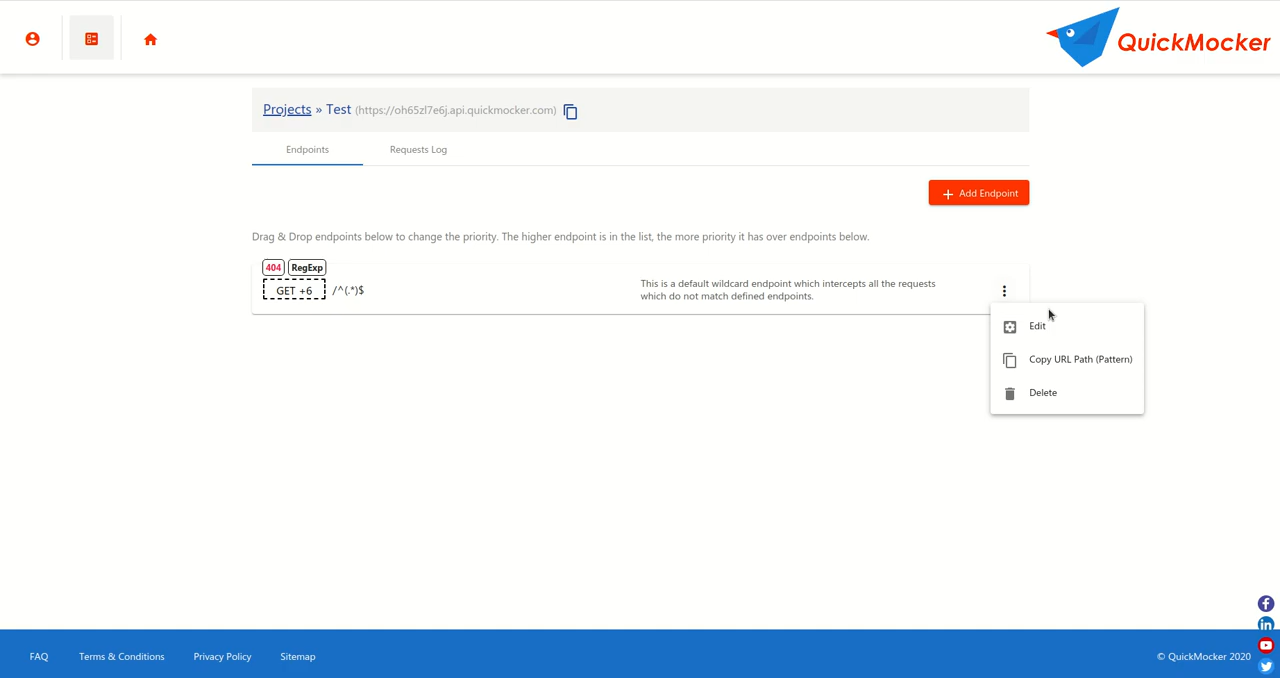 QuickMocker
Projects » Test (https://oh65zl7e6j.api.quickmocker.com)
Endpoints
Requests Log
Add Endpoint
Drag & Drop endpoints below to change the priority. The higher endpoint is in the list, the more priority it has over endpoints below.
404 RegExp
GET +6 /^(.*)$
This is a default wildcard endpoint which intercepts all the requests
which do not match defined endpoints.
Edit
Copy URL Path (Pattern)
Delete
FAQ
Terms & Conditions
Privacy Policy
Sitemap
© QuickMocker 2020